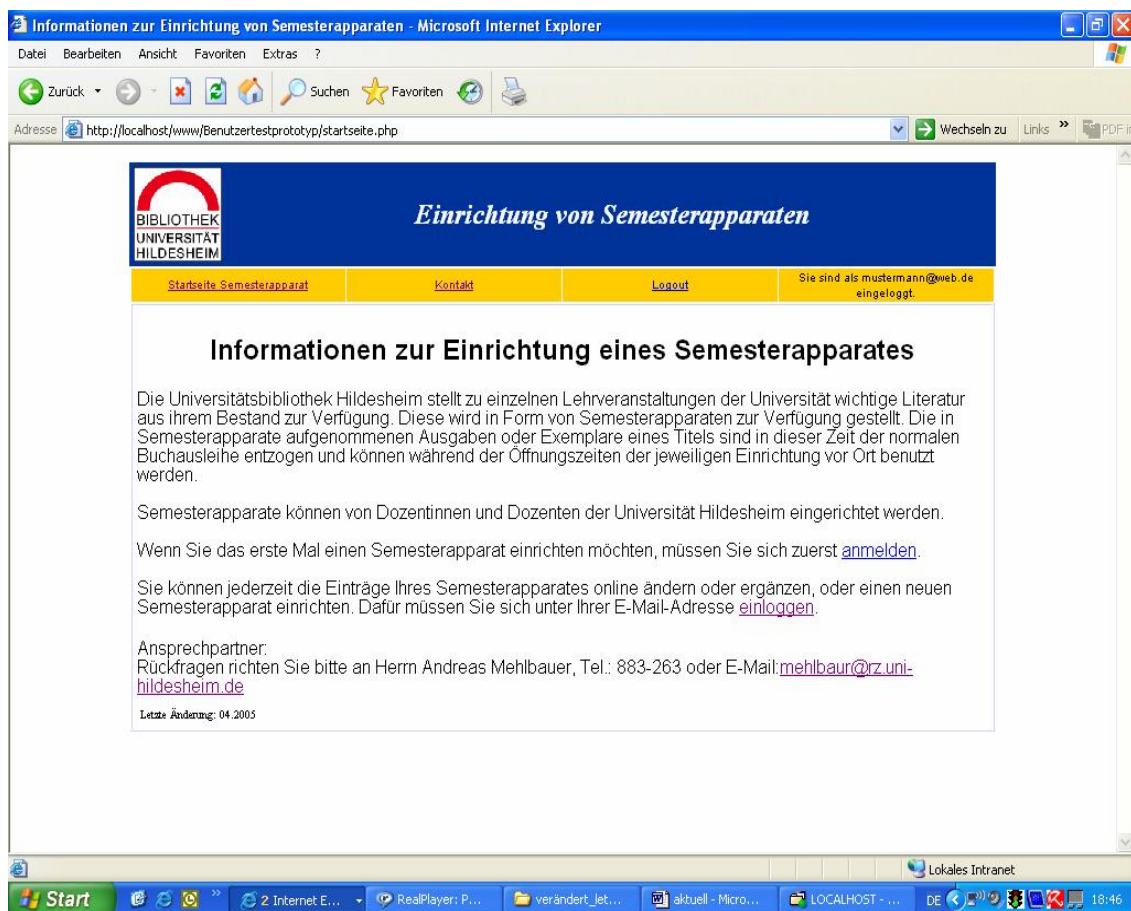 Informationen zur Einrichtung von Semesterapparaten - Microsoft Internet Explorer
Datei Bearbeiten Ansicht Favoriten Extras ?
Zurück Suchen Favoriten
Adresse http://localhost/www/Benutzertestprototyp/startseite.php Wechseln zu Links » PDF
BIBLIOTHEK
UNIVERSITÄT
HILDESHEIM
Einrichtung von Semesterapparaten
Startseite Semesterapparat Kontakt Logout Sie sind als mustermann@web.de
eingeloggt.
Informationen zur Einrichtung eines Semesterapparates
Die Universitätsbibliothek Hildesheim stellt zu einzelnen Lehrveranstaltungen der Universität wichtige Literatur
aus ihrem Bestand zur Verfügung. Diese wird in Form von Semesterapparaten zur Verfügung gestellt. Die in
Semesterapparate aufgenommenen Ausgaben oder Exemplare eines Titels sind in dieser Zeit der normalen
Buchausleihe entzogen und können während der Öffnungszeiten der jeweiligen Einrichtung vor Ort benutzt
werden.
Semesterapparate können von Dozentinnen und Dozenten der Universität Hildesheim eingerichtet werden.
Wenn Sie das erste Mal einen Semesterapparat einrichten möchten, müssen Sie sich zuerst anmelden.
Sie können jederzeit die Einträge Ihres Semesterapparates online ändern oder ergänzen, oder einen neuen
Semesterapparat einrichten. Dafür müssen Sie sich unter Ihrer E-Mail-Adresse einloggen.
Ansprechpartner:
Rückfragen richten Sie bitte an Herrn Andreas Mehlbauer, Tel.: 883-263 oder E-Mail:mehlbaur@rz.uni-
hildesheim.de
Letzte Änderung: 04.2005
Lokales Intranet
Start » 2 Internet E... RealPlayer: P... verändert_let... aktuell - Micro... LOCALHOST - ... DE 18:46